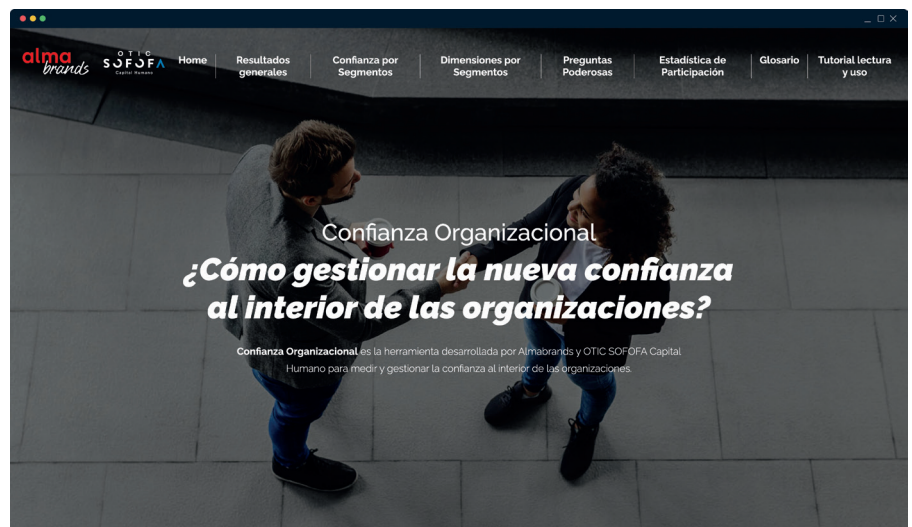 alma
brands
OTIC
SOFOFA
Capital Humano
Home
Resultados
generales
Confianza por
Segmentos
Dimensiones por
Segmentos
Preguntas
Poderosas
Estadística de
Participación
Glosario
Tutorial lectura
y uso
Confianza Organizacional
¿Cómo gestionar la nueva confianza
al interior de las organizaciones?
Confianza Organizacional es la herramienta desarrollada por Almabrands y OTIC SOFOFA Capital
Humano para medir y gestionar la confianza al interior de las organizaciones.